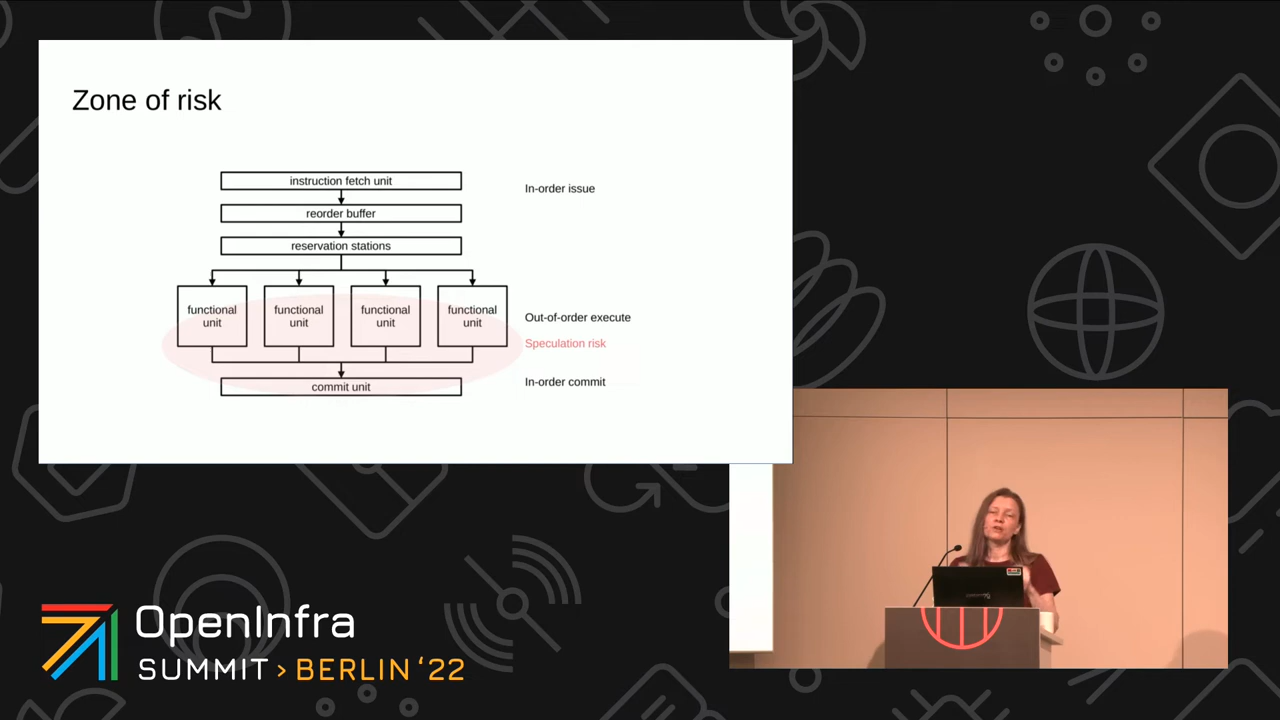 Zone of risk
instruction fetch unit
In-order issue
reorder buffer
reservation stations
functional
unit
functional
unit
functional
unit
functional
unit
Out-of-order execute
Speculation risk
In-order commit
commit unit
OpenInfra
SUMMIT > BERLIN ‘22